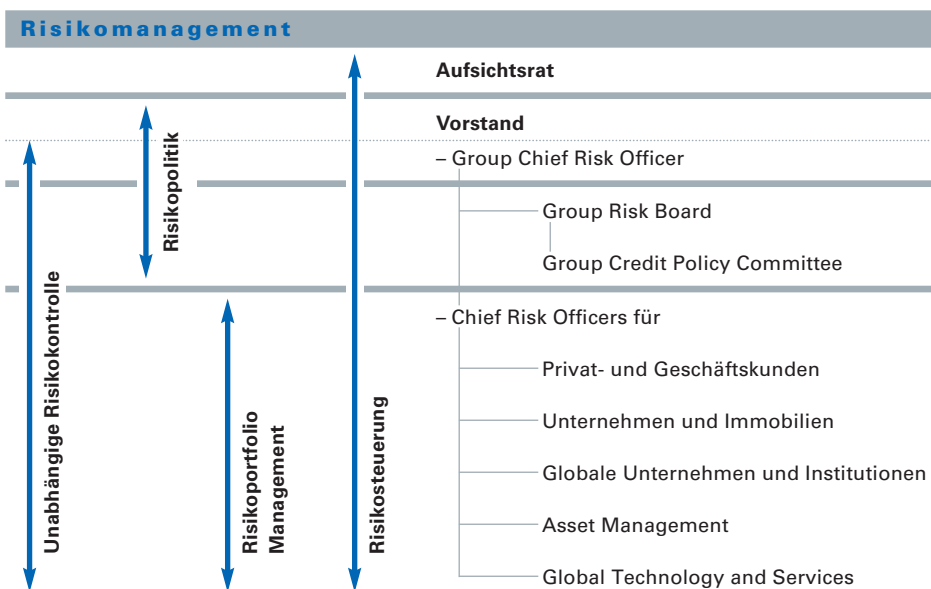 Risikomanagement
Aufsichtsrat
Vorstand
– Group Chief Risk Officer
Group Risk Board
Group Credit Policy Committee
– Chief Risk Officers für
Privat- und Geschäftskunden
Unternehmen und Immobilien
Globale Unternehmen und Institutionen
Asset Management
Global Technology and Services
Unabhängige Risikokontrolle
Risikopolitik
Risikoportfolio
Management
Risikosteuerung